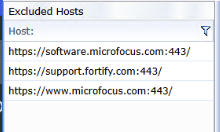 Excluded Hosts
Host:
https://software.microfocus.com:443/
https://support.fortify.com:443/
https://www.microfocus.com:443/